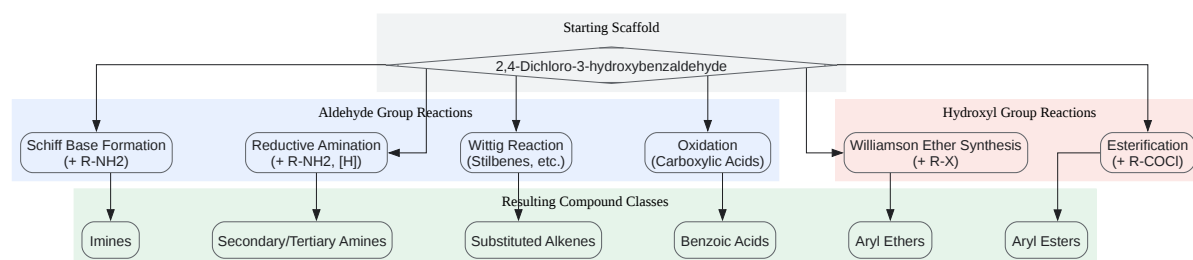 Starting Scaffold
2,4-Dichloro-3-hydroxybenzaldehyde
Aldehyde Group Reactions
Hydroxyl Group Reactions
Schiff Base Formation
(+ R-NH2)
Reductive Amination
(+ R-NH2, [H])
Wittig Reaction
(Stilbenes, etc.)
Oxidation
(Carboxylic Acids)
Williamson Ether Synthesis
(+ R-X)
Esterification
(+ R-COCl)
Resulting Compound Classes
Imines
Secondary/Tertiary Amines
Substituted Alkenes
Benzoic Acids
Aryl Ethers
Aryl Esters